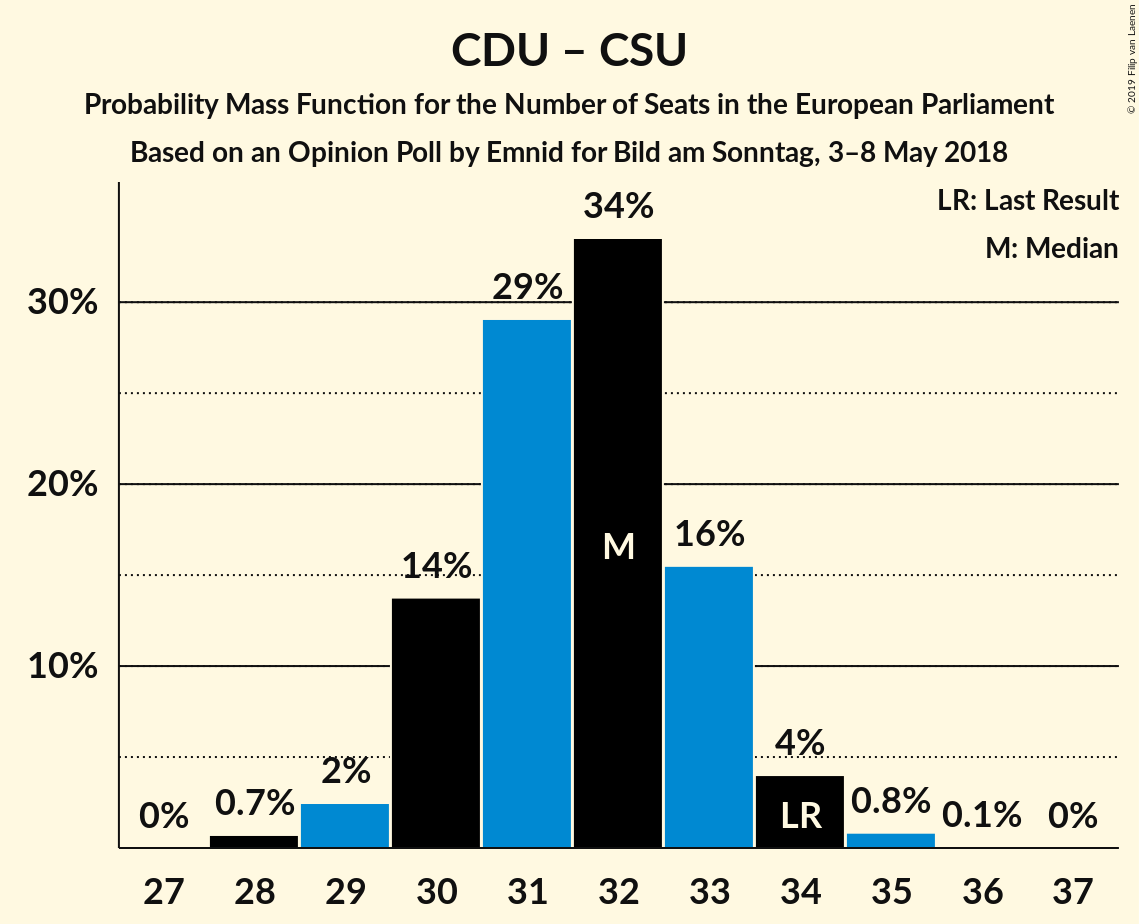 CDU – CSU
Probability Mass Function for the Number of Seats in the European Parliament
Based on an Opinion Poll by Emnid for Bild am Sonntag, 3–8 May 2018
© 2019 Filip van Laenen
LR: Last Result
M: Median
34%
29%
30%
20%
M
16%
14%
10%
4%
2%
0%
0.7%
LR
0.8%
0.1%
0%
27 28 29 30 31 32 33 34 35 36 37